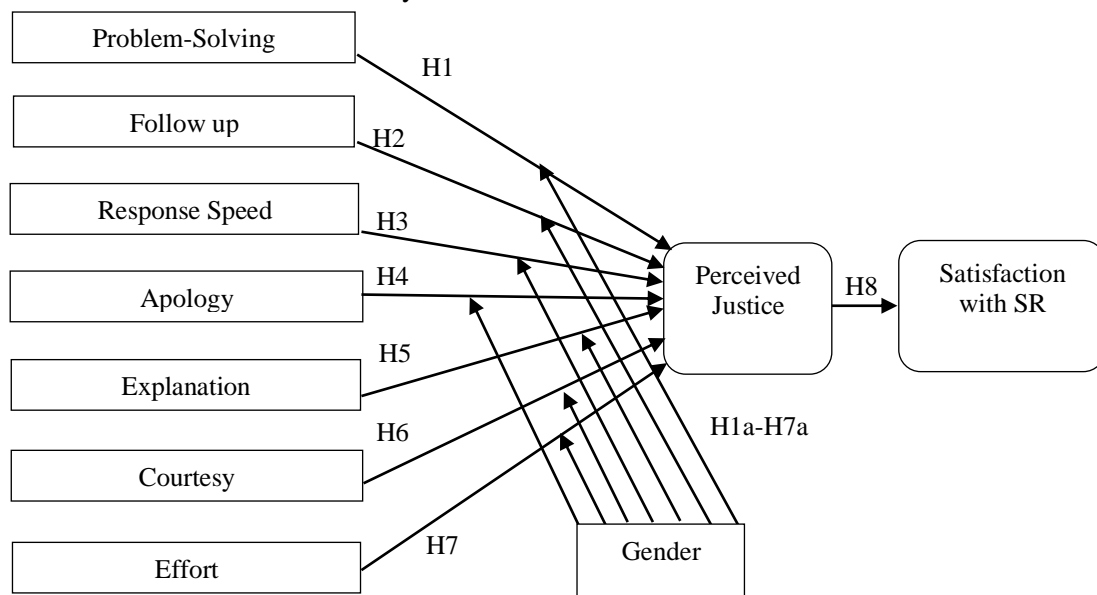 Problem-Solving
H1
Follow up
H2
Response Speed
H3
Apology
H4
Explanation
H5
Courtesy
H6
Effort
H7
Perceived
Justice
H8
Satisfaction
with SR
H1a-H7a
Gender